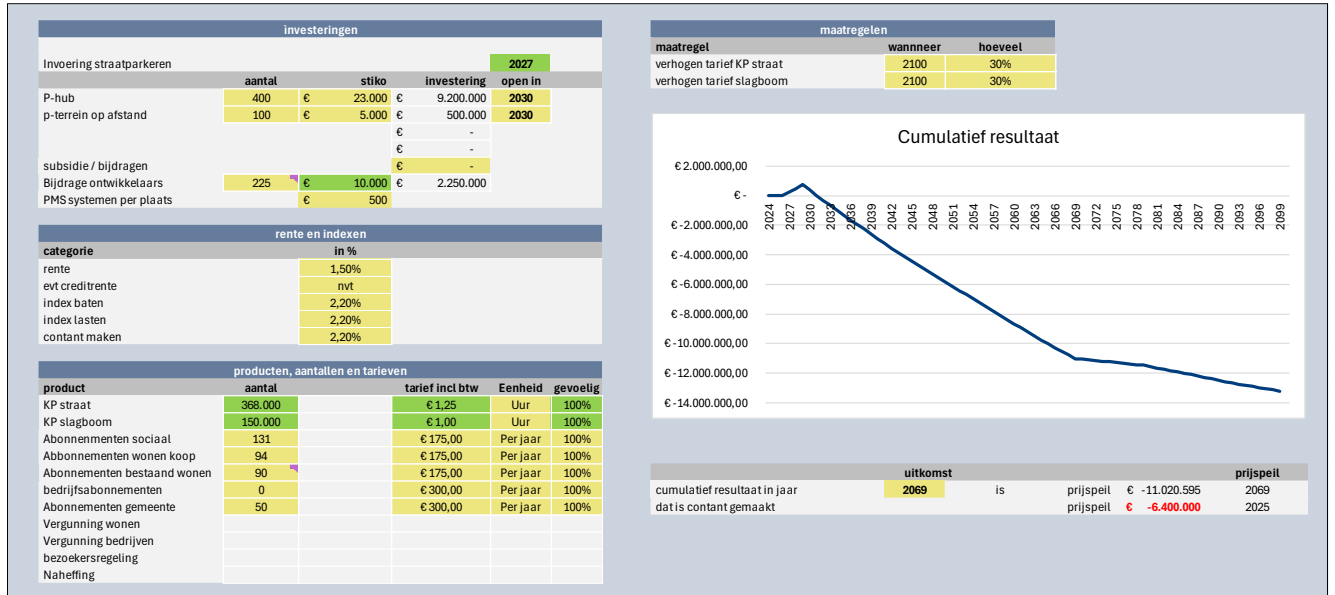 investeringen
Invoering straatparkeren 2027
aantal stiko investering open in
P-hub 400 € 23.000 € 9.200.000 2030
p-terrein op afstand 100 € 5.000 € 500.000 2030
€ -
€ -
subsidie / bijdragen € -
Bijdrage ontwikkelaars 225 € 10.000 € 2.250.000
PMS systemen per plaats € 500
rente en indexen
categorie in %
rente 1,50%
evt creditrente nvt
index baten 2,20%
index lasten 2,20%
contant maken 2,20%
producten, aantallen en tarieven
product aantal tarief incl btw Eenheid gevoelig
KP straat 368.000 € 1,25 Uur 100%
KP slagboom 150.000 € 1,00 Uur 100%
Abonnenmenten sociaal 131 € 175,00 Per jaar 100%
Abbonnementen wonen koop 94 € 175,00 Per jaar 100%
Abonnementen bestaand wonen 90 € 175,00 Per jaar 100%
bedrijfsabonnementen 0 € 300,00 Per jaar 100%
Abonnementen gemeente 50 € 300,00 Per jaar 100%
Vergunning wonen
Vergunning bedrijven
bezoekersregeling
Naheffing
maatregelen
maatregel wannneer hoeveel
verhogen tarief KP straat 2100 30%
verhogen tarief slagboom 2100 30%
Cumulatief resultaat
€ 2.000.000,00
€ -
€ -2.000.000,00
€ -4.000.000,00
€ -6.000.000,00
€ -8.000.000,00
€ -10.000.000,00
€ -12.000.000,00
€ -14.000.000,00
2024 2027 2030 2033 2036 2039 2042 2045 2048 2051 2054 2057 2060 2063 2066 2069 2072 2075 2078 2081 2084 2087 2090 2093 2096 2099
uitkomst prijspeil
cumulatief resultaat in jaar 2069 is prijspeil € -11.020.595 2069
dat is contant gemaakt prijspeil € -6.400.000 2025